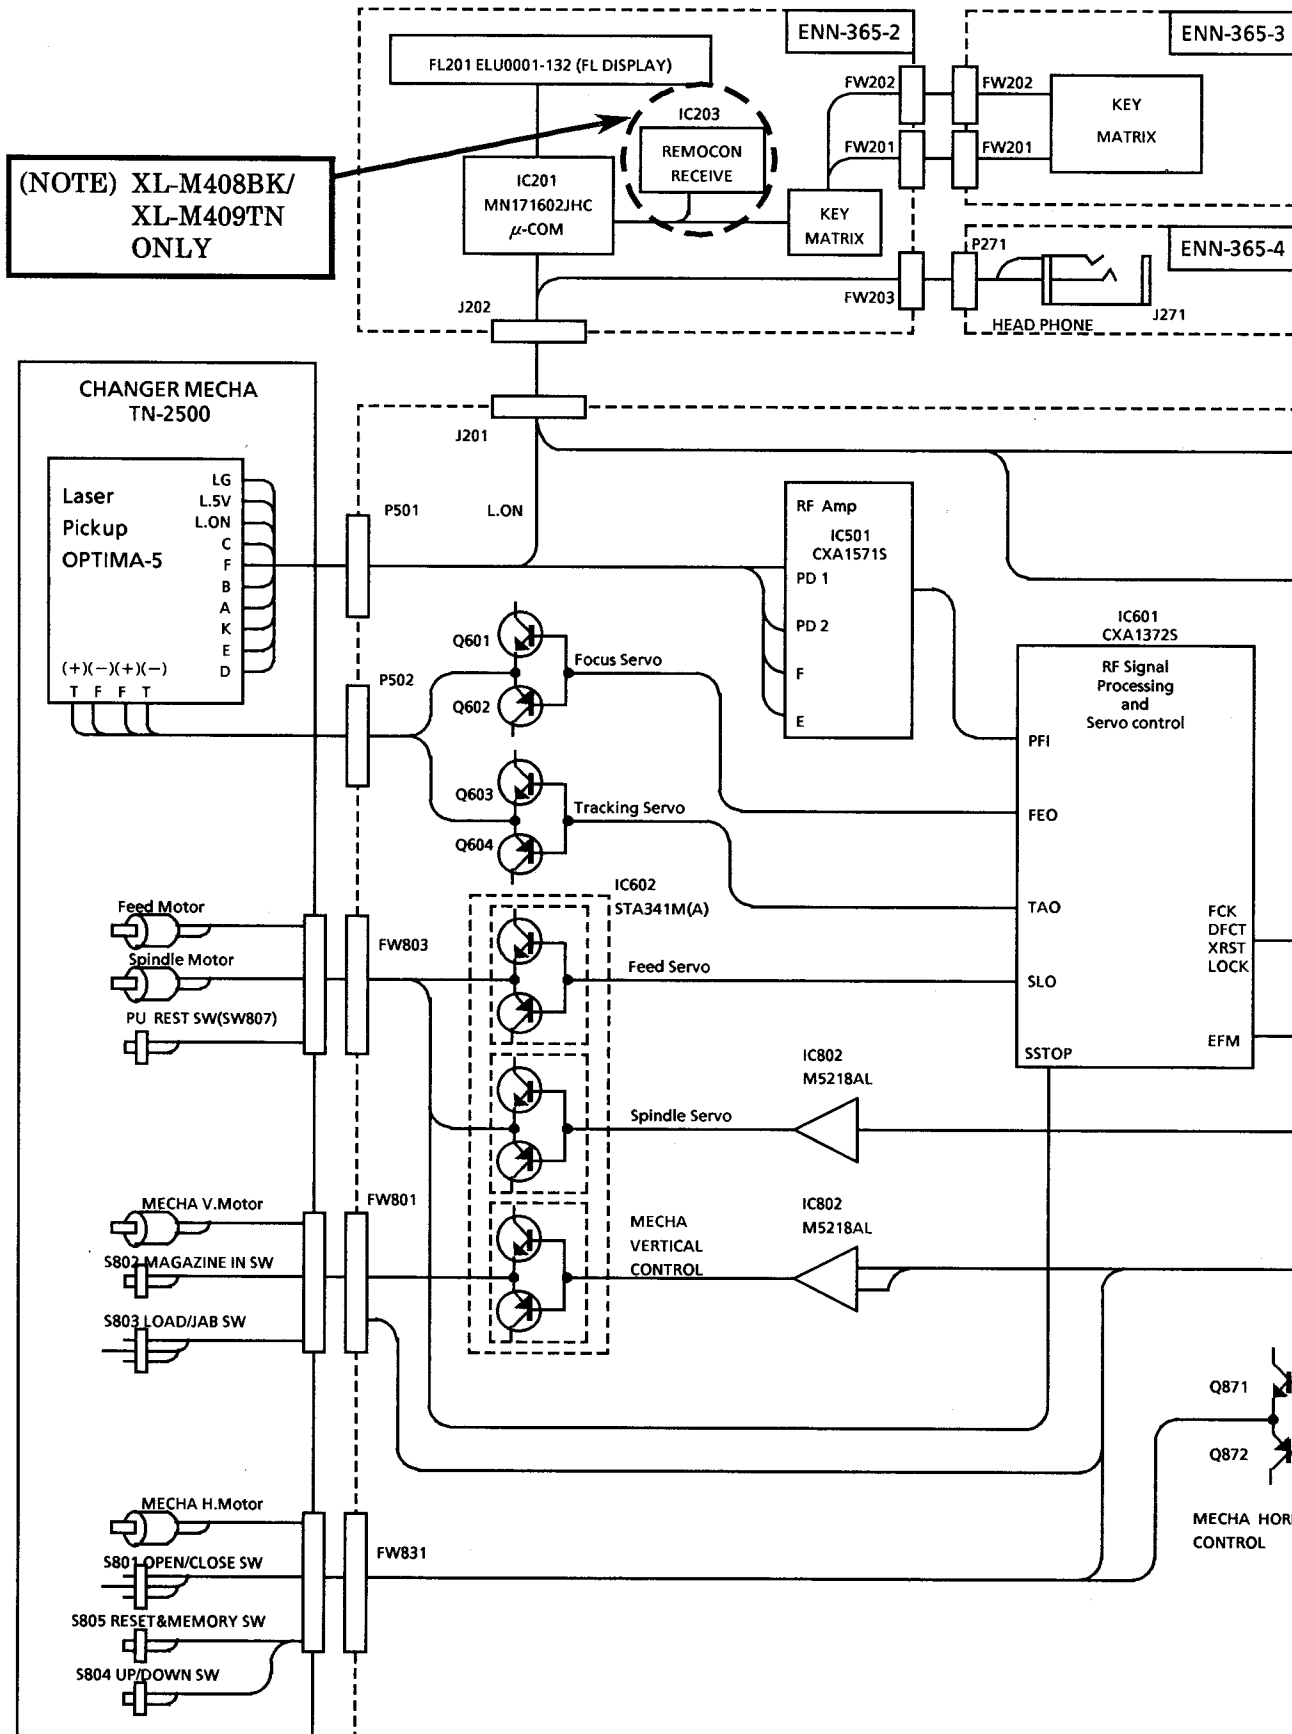 ENN-365-2
ENN-365-3
FL201 ELU0001-132 (FL DISPLAY)
FW202
FW202
KEY
MATRIX
IC203
REMOCON
RECEIVE
FW201
FW201
(NOTE) XL-M408BK/
XL-M409TN
ONLY
IC201
MN171602JHC
μ-COM
KEY
MATRIX
P271
ENN-365-4
FW203
J202
HEAD PHONE
J271
CHANGER MECHA
TN-2500
J201
Laser
Pickup
OPTIMA-5
LG
L.5V
L.ON
C
F
B
A
K
E
D
(+)(−)(+)(−)
T F F T
P501
L.ON
RF Amp
IC501
CXA1571S
PD 1
PD 2
F
E
IC601
CXA1372S
RF Signal
Processing
and
Servo control
PFI
FEO
TAO
SLO
SSTOP
FCK
DFCT
XRST
LOCK
EFM
P502
Q601
Focus Servo
Q602
Q603
Tracking Servo
Q604
IC602
STA341M(A)
Feed Motor
FW803
Spindle Motor
Feed Servo
PU REST SW(SW807)
IC802
M5218AL
Spindle Servo
MECHA V.Motor
FW801
IC802
M5218AL
MECHA
VERTICAL
CONTROL
S802 MAGAZINE IN SW
S803 LOAD/JAB SW
Q871
Q872
MECHA HOR
CONTROL
MECHA H.Motor
FW831
S801 OPEN/CLOSE SW
S805 RESET&MEMORY SW
S804 UP/DOWN SW